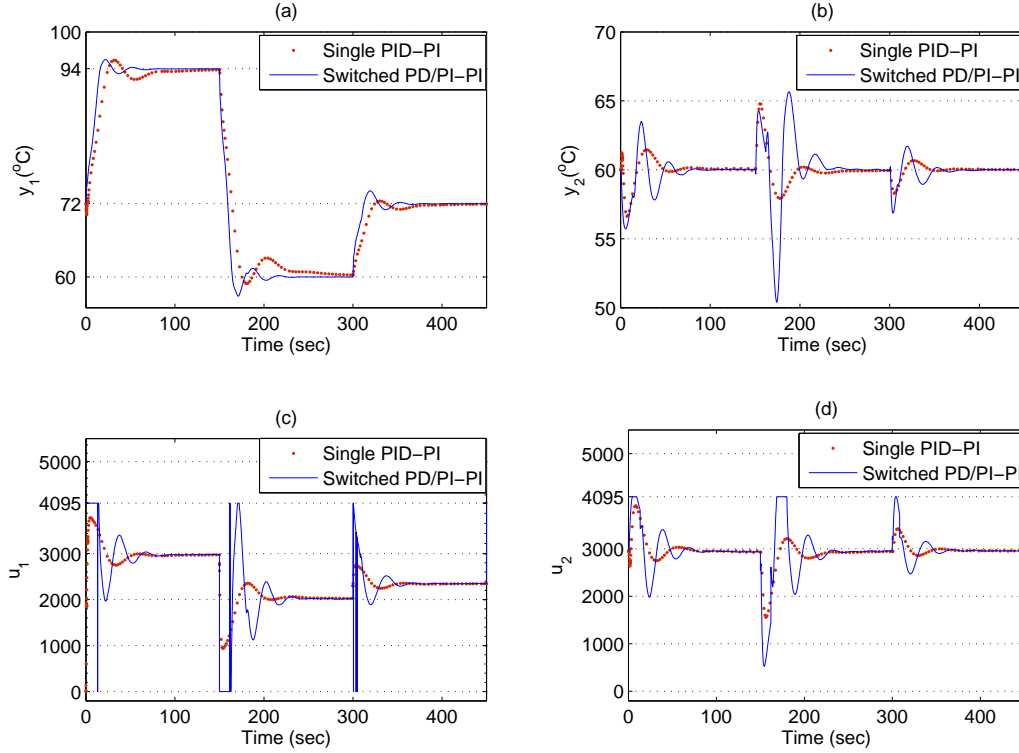 (a)
100
94
72
60
y1(oC)
0
100
200
300
400
Time (sec)
Single PID−PI
Switched PD/PI−PI
(b)
70
65
60
55
50
y2(oC)
0
100
200
300
400
Time (sec)
Single PID−PI
Switched PD/PI−PI
(c)
5000
4095
3000
2000
1000
0
u1
0
100
200
300
400
Time (sec)
Single PID−PI
Switched PD/PI−PI
(d)
5000
4095
3000
2000
1000
0
u2
0
100
200
300
400
Time (sec)
Single PID−PI
Switched PD/PI−PI